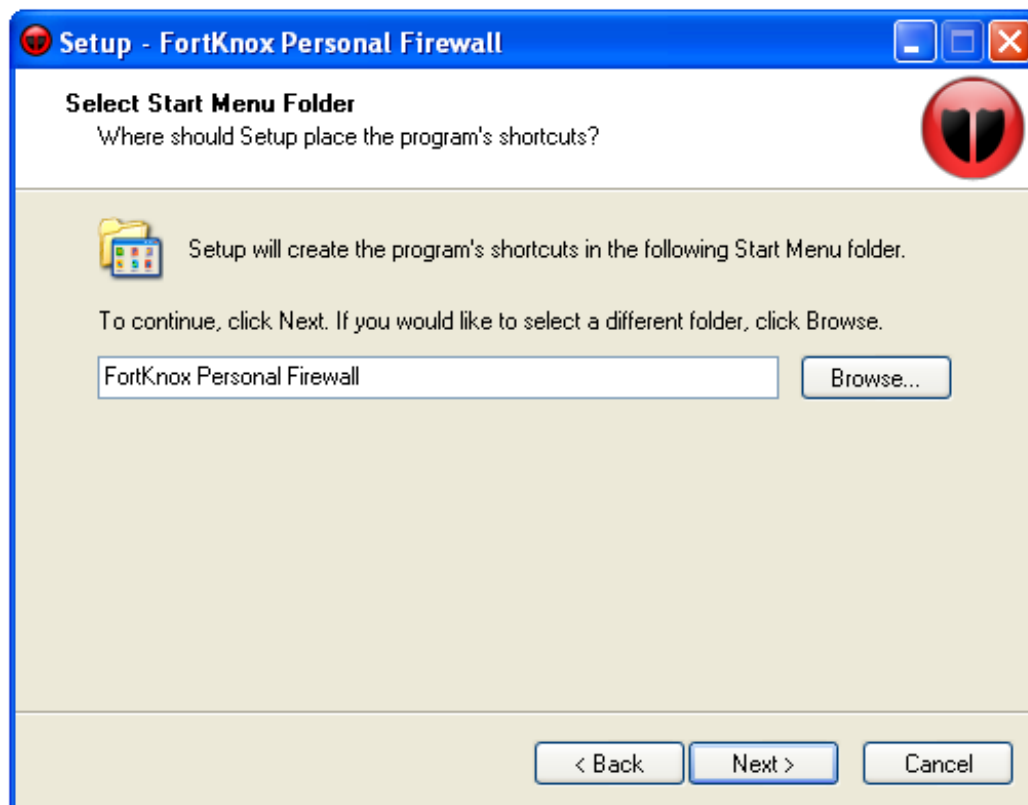 Setup - FortKnox Personal Firewall
Select Start Menu Folder
Where should Setup place the program's shortcuts?
Setup will create the program's shortcuts in the following Start Menu folder.
To continue, click Next. If you would like to select a different folder, click Browse.
FortKnox Personal Firewall
Browse...
< Back
Next >
Cancel